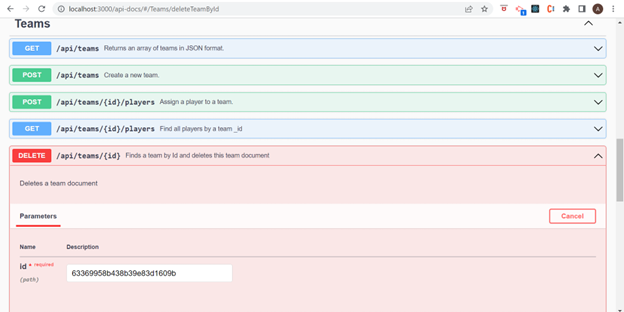 localhost:3000/api-docs/#/Teams/deleteTeamById
Teams
GET /api/teams Returns an array of teams in JSON format.
POST /api/teams Create a new team.
POST /api/teams/{id}/players Assign a player to a team.
GET /api/teams/{id}/players Find all players by a team _id
DELETE /api/teams/{id} Finds a team by Id and deletes this team document
Deletes a team document
Parameters
Cancel
Name Description
id * required
63369958b438b39e83d1609b
(path)